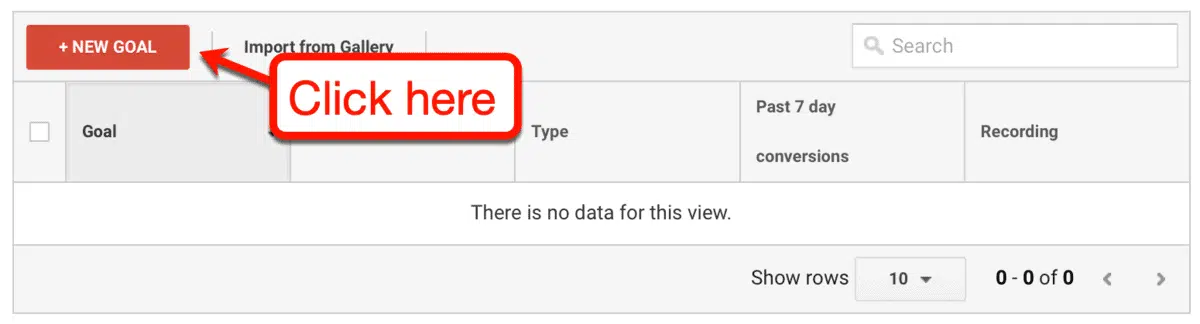 + NEW GOAL
Import from Gallery
Search
Click here
Goal
Type
Past 7 day
conversions
Recording
There is no data for this view.
Show rows 10 0 - 0 of 0